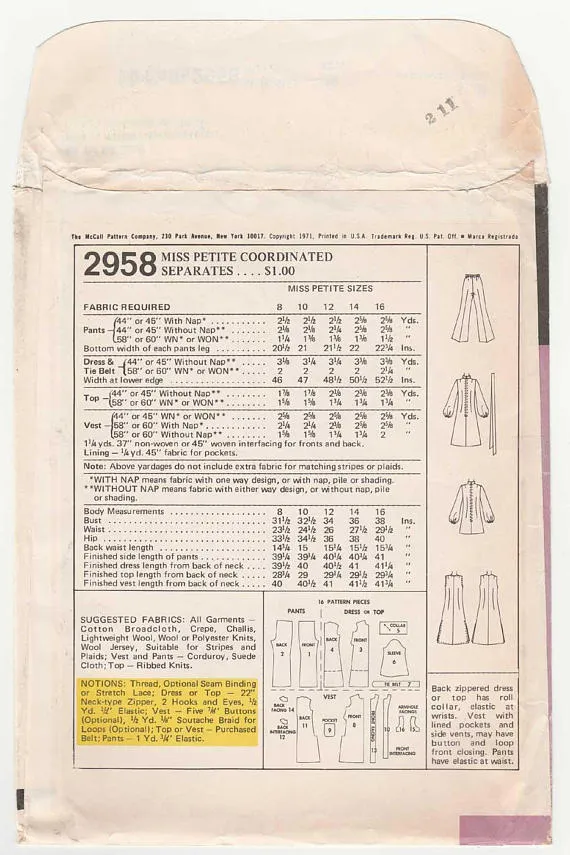 211
The McCall Pattern Company, 230 Park Avenue, New York 10017. Copyright 1971, Printed in U.S.A. Trademark Reg. U.S. Pat. Off. ■ Marca Registrada
2958 MISS PETITE COORDINATED
SEPARATES . . . . $1.00
MISS PETITE SIZES
FABRIC REQUIRED 8 10 12 14 16
Pants 44" or 45" With Nap* 2½ 2½ 2½ 2⅝ 2⅝ Yds.
44" or 45" Without Nap** 2⅛ 2⅛ 2¼ 2⅝ 2⅝ "
58" or 60" WN* or WON** 1¼ 1⅜ 1⅜ 1⅜ 1½ "
Bottom width of each pants leg 20½ 21 21½ 22 22¼ Ins.
Dress & 44" or 45" Without Nap** 3⅛ 3¼ 3¼ 3⅜ 3⅜ Yds.
Tie Belt 58" or 60" WN* or WON** 2 2 2 2 2¼ "
Width at lower edge 46 47 48½ 50½ 52½ Ins.
Top 44" or 45" Without Nap** 1⅞ 1⅞ 2⅛ 2⅜ 2⅜ Yds.
58" or 60" WN* or WON** 1⅝ 1⅝ 1¾ 1¾ 1¾ "
Vest 44" or 45" WN* or WON** 2⅝ 2⅝ 2⅝ 2⅝ 2⅝ Yds.
58" or 60" With Nap* 2¼ 2¼ 2⅛ 2⅝ 2⅝ "
58" or 60" Without Nap** 1⅝ 1⅝ 1¾ 1¾ 2 "
1¼ yd. 37" non-woven or 45" woven interfacing for fronts and back.
Lining — ¼ yd. 45" fabric for pockets.
Note: Above yardages do not include extra fabric for matching stripes or plaids.
*WITH NAP means fabric with one way design, or with nap, pile or shading.
**WITHOUT NAP means fabric with either way design, or without nap, pile
or shading.
Body Measurements 8 10 12 14 16
Bust 31½ 32½ 34 36 38 Ins.
Waist 23½ 24½ 26 27½ 29½ "
Hip 33½ 34½ 36 38 40 "
Back waist length 14¾ 15 15¼ 15½ 15¾ "
Finished side length of pants 39¼ 39¾ 40¼ 40¾ 41 "
Finished dress length from back of neck 39½ 40 40½ 41 41¼ "
Finished top length from back of neck 28¾ 29 29¼ 29½ 29¾ "
Finished vest length from back of neck 40 40½ 41 41½ 41¾ "
SUGGESTED FABRICS: All Garments —
Cotton Broadcloth, Crepe, Challis,
Lightweight Wool, Wool or Polyester Knits,
Wool Jersey, Suitable for Stripes and
Plaids; Vest and Pants — Corduroy, Suede
Cloth; Top — Ribbed Knits.
NOTIONS: Thread, Optional Seam Binding
or Stretch Lace; Dress or Top — 22"
Neck-type Zipper, 2 Hooks and Eyes, ½
Yd. ½" Elastic; Vest — Five ⅞" Buttons
(Optional), ½ Yd. ⅛" Soutache Braid for
Loops (Optional); Top or Vest — Purchased
Belt; Pants — 1 Yd. ¾" Elastic.
16 PATTERN PIECES
PANTS
DRESS OR TOP
BACK 2
FRONT 1
BACK 4
FRONT 3
COLLAR 5
SLEEVE 6
TIE BELT 7
VEST
BACK FACING 14
BACK INTERFACING 12
BACK 11
POCKET 9
FRONT 8
13
10
ARMHOLE FACINGS
16 15
FRONT INTERFACING
Back zippered dress
or top has roll
collar, elastic at
wrists. Vest with
lined pockets and
side vents, may have
button and loop
front closing. Pants
have elastic at waist.